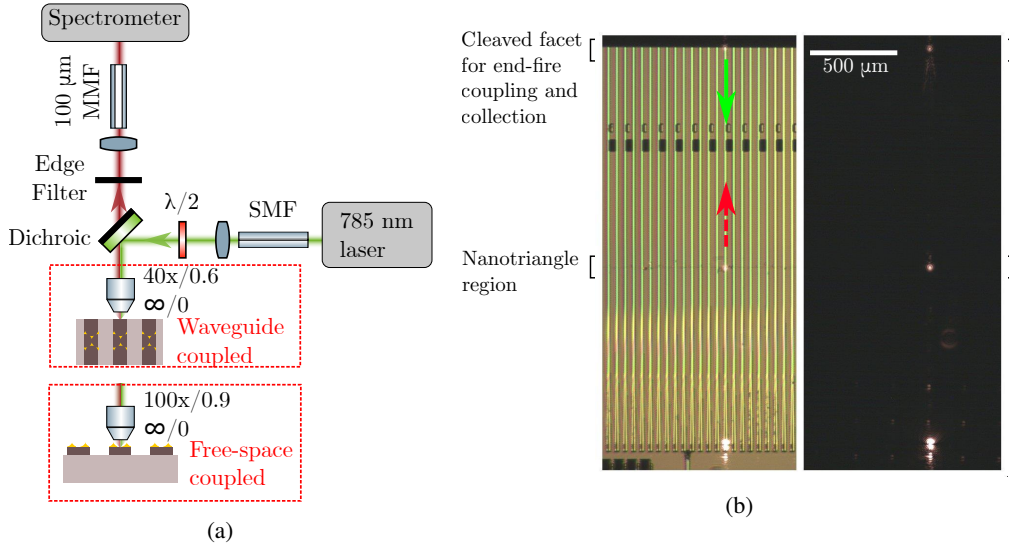 Spectrometer
100 μm
MMF
Edge
Filter
λ/2
SMF
785 nm
laser
Dichroic
40x/0.6
∞/0
Waveguide
coupled
100x/0.9
∞/0
Free-space
coupled
(a)
Cleaved facet
for end-fire
coupling and
collection
Nanotriangle
region
500 μm
(b)